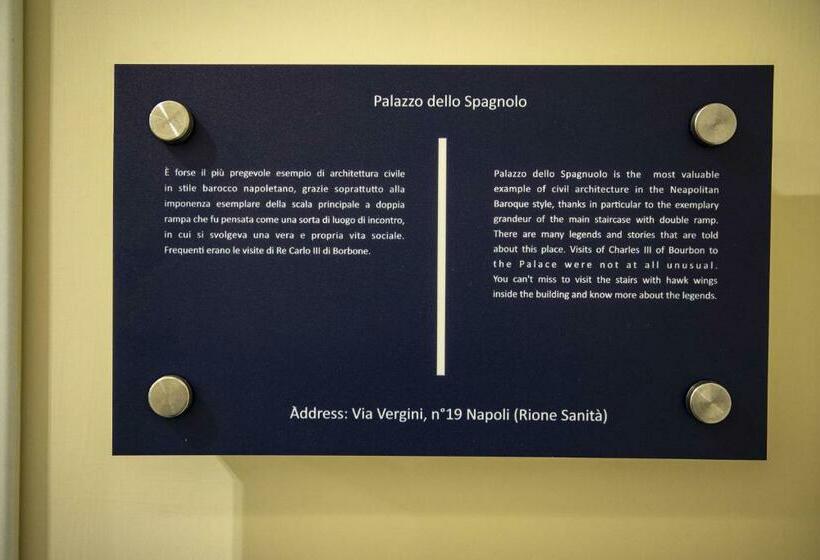 Palazzo dello Spagnolo
È forse il più pregevole esempio di architettura civile
in stile barocco napoletano, grazie soprattutto alla
imponenza esemplare della scala principale a doppia
rampa che fu pensata come una sorta di luogo di incontro,
in cui si svolgeva una vera e propria vita sociale.
Frequenti erano le visite di Re Carlo III di Borbone.
Palazzo dello Spagnuolo is the most valuable
example of civil architecture in the Neapolitan
Baroque style, thanks in particular to the exemplary
grandeur of the main staircase with double ramp.
There are many legends and stories that are told
about this place. Visits of Charles III of Bourbon to
the Palace were not at all unusual.
You can't miss to visit the stairs with hawk wings
inside the building and know more about the legends.
Àddress: Via Vergini, n°19 Napoli (Rione Sanità)